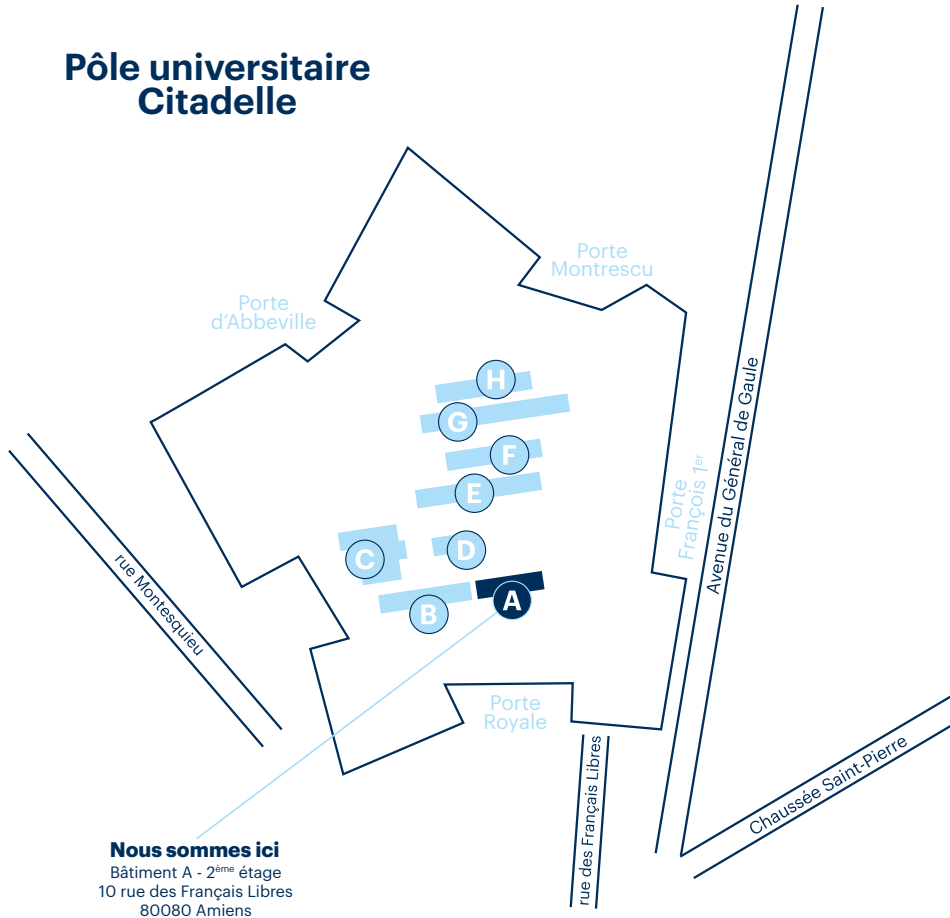 Pôle universitaire
Citadelle
Porte
Montrescu
Porte
d'Abbeville
H
G
F
E
D
C
A
B
Porte
François 1er
Avenue du Général de Gaule
rue Montesquieu
Porte
Royale
rue des Français Libres
Chaussée Saint-Pierre
Nous sommes ici
Bâtiment A - 2ème étage
10 rue des Français Libres
80080 Amiens